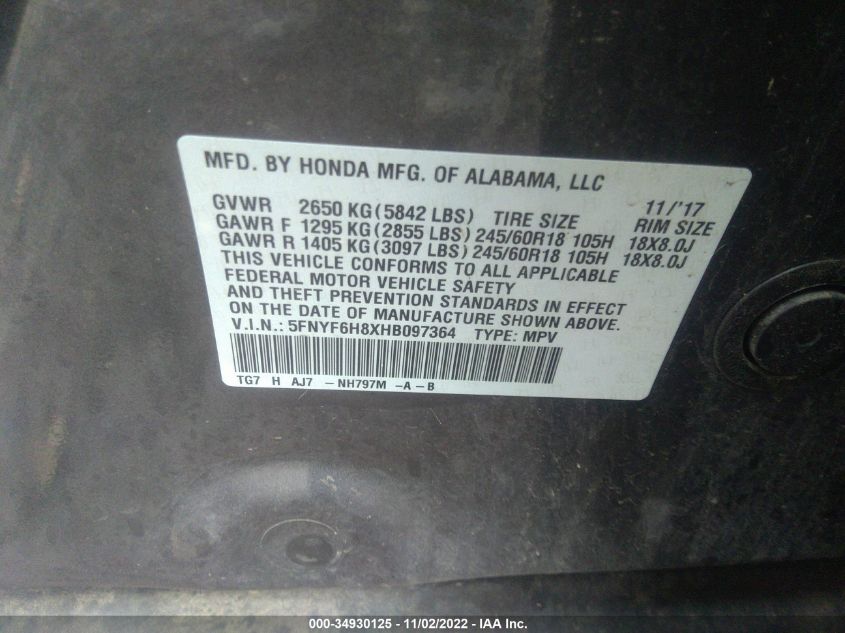 MFD. BY HONDA MFG. OF ALABAMA, LLC
GVWR 2650 KG (5842 LBS) TIRE SIZE 11/'17 RIM SIZE
GAWR F 1295 KG (2855 LBS) 245/60R18 105H 18X8.0J
GAWR R 1405 KG (3097 LBS) 245/60R18 105H 18X8.0J
THIS VEHICLE CONFORMS TO ALL APPLICABLE
FEDERAL MOTOR VEHICLE SAFETY
AND THEFT PREVENTION STANDARDS IN EFFECT
ON THE DATE OF MANUFACTURE SHOWN ABOVE.
V.I.N.: 5FNYF6H8XHB097364 TYPE: MPV
TG7 H AJ7 -NH797M -A-B
000-34930125 - 11/02/2022 - IAA Inc.